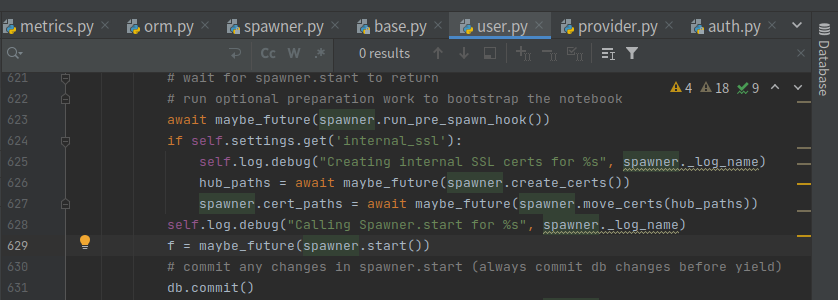 metrics.py orm.py spawner.py base.py user.py provider.py auth.py
Cc W .* 0 results
Database
4 18 9
621 # wait for spawner.start to return
622 # run optional preparation work to bootstrap the notebook
623 await maybe_future(spawner.run_pre_spawn_hook())
624 if self.settings.get('internal_ssl'):
625 self.log.debug("Creating internal SSL certs for %s", spawner._log_name)
626 hub_paths = await maybe_future(spawner.create_certs())
627 spawner.cert_paths = await maybe_future(spawner.move_certs(hub_paths))
628 self.log.debug("Calling Spawner.start for %s", spawner._log_name)
629 f = maybe_future(spawner.start())
630 # commit any changes in spawner.start (always commit db changes before yield)
631 db.commit()